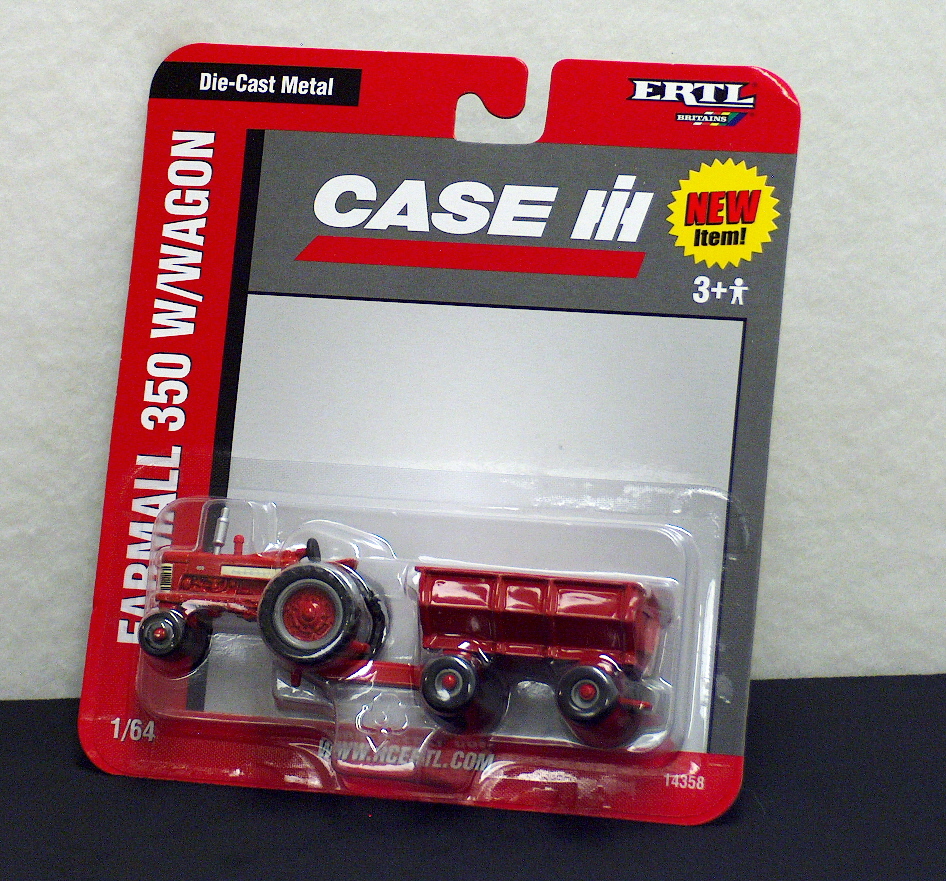 Die-Cast Metal
ERTL
BRITAINS
FARMALL 350 W/WAGON
CASE IH
NEW
Item!
3+
1/64
WWW.RCERTL.COM
14358